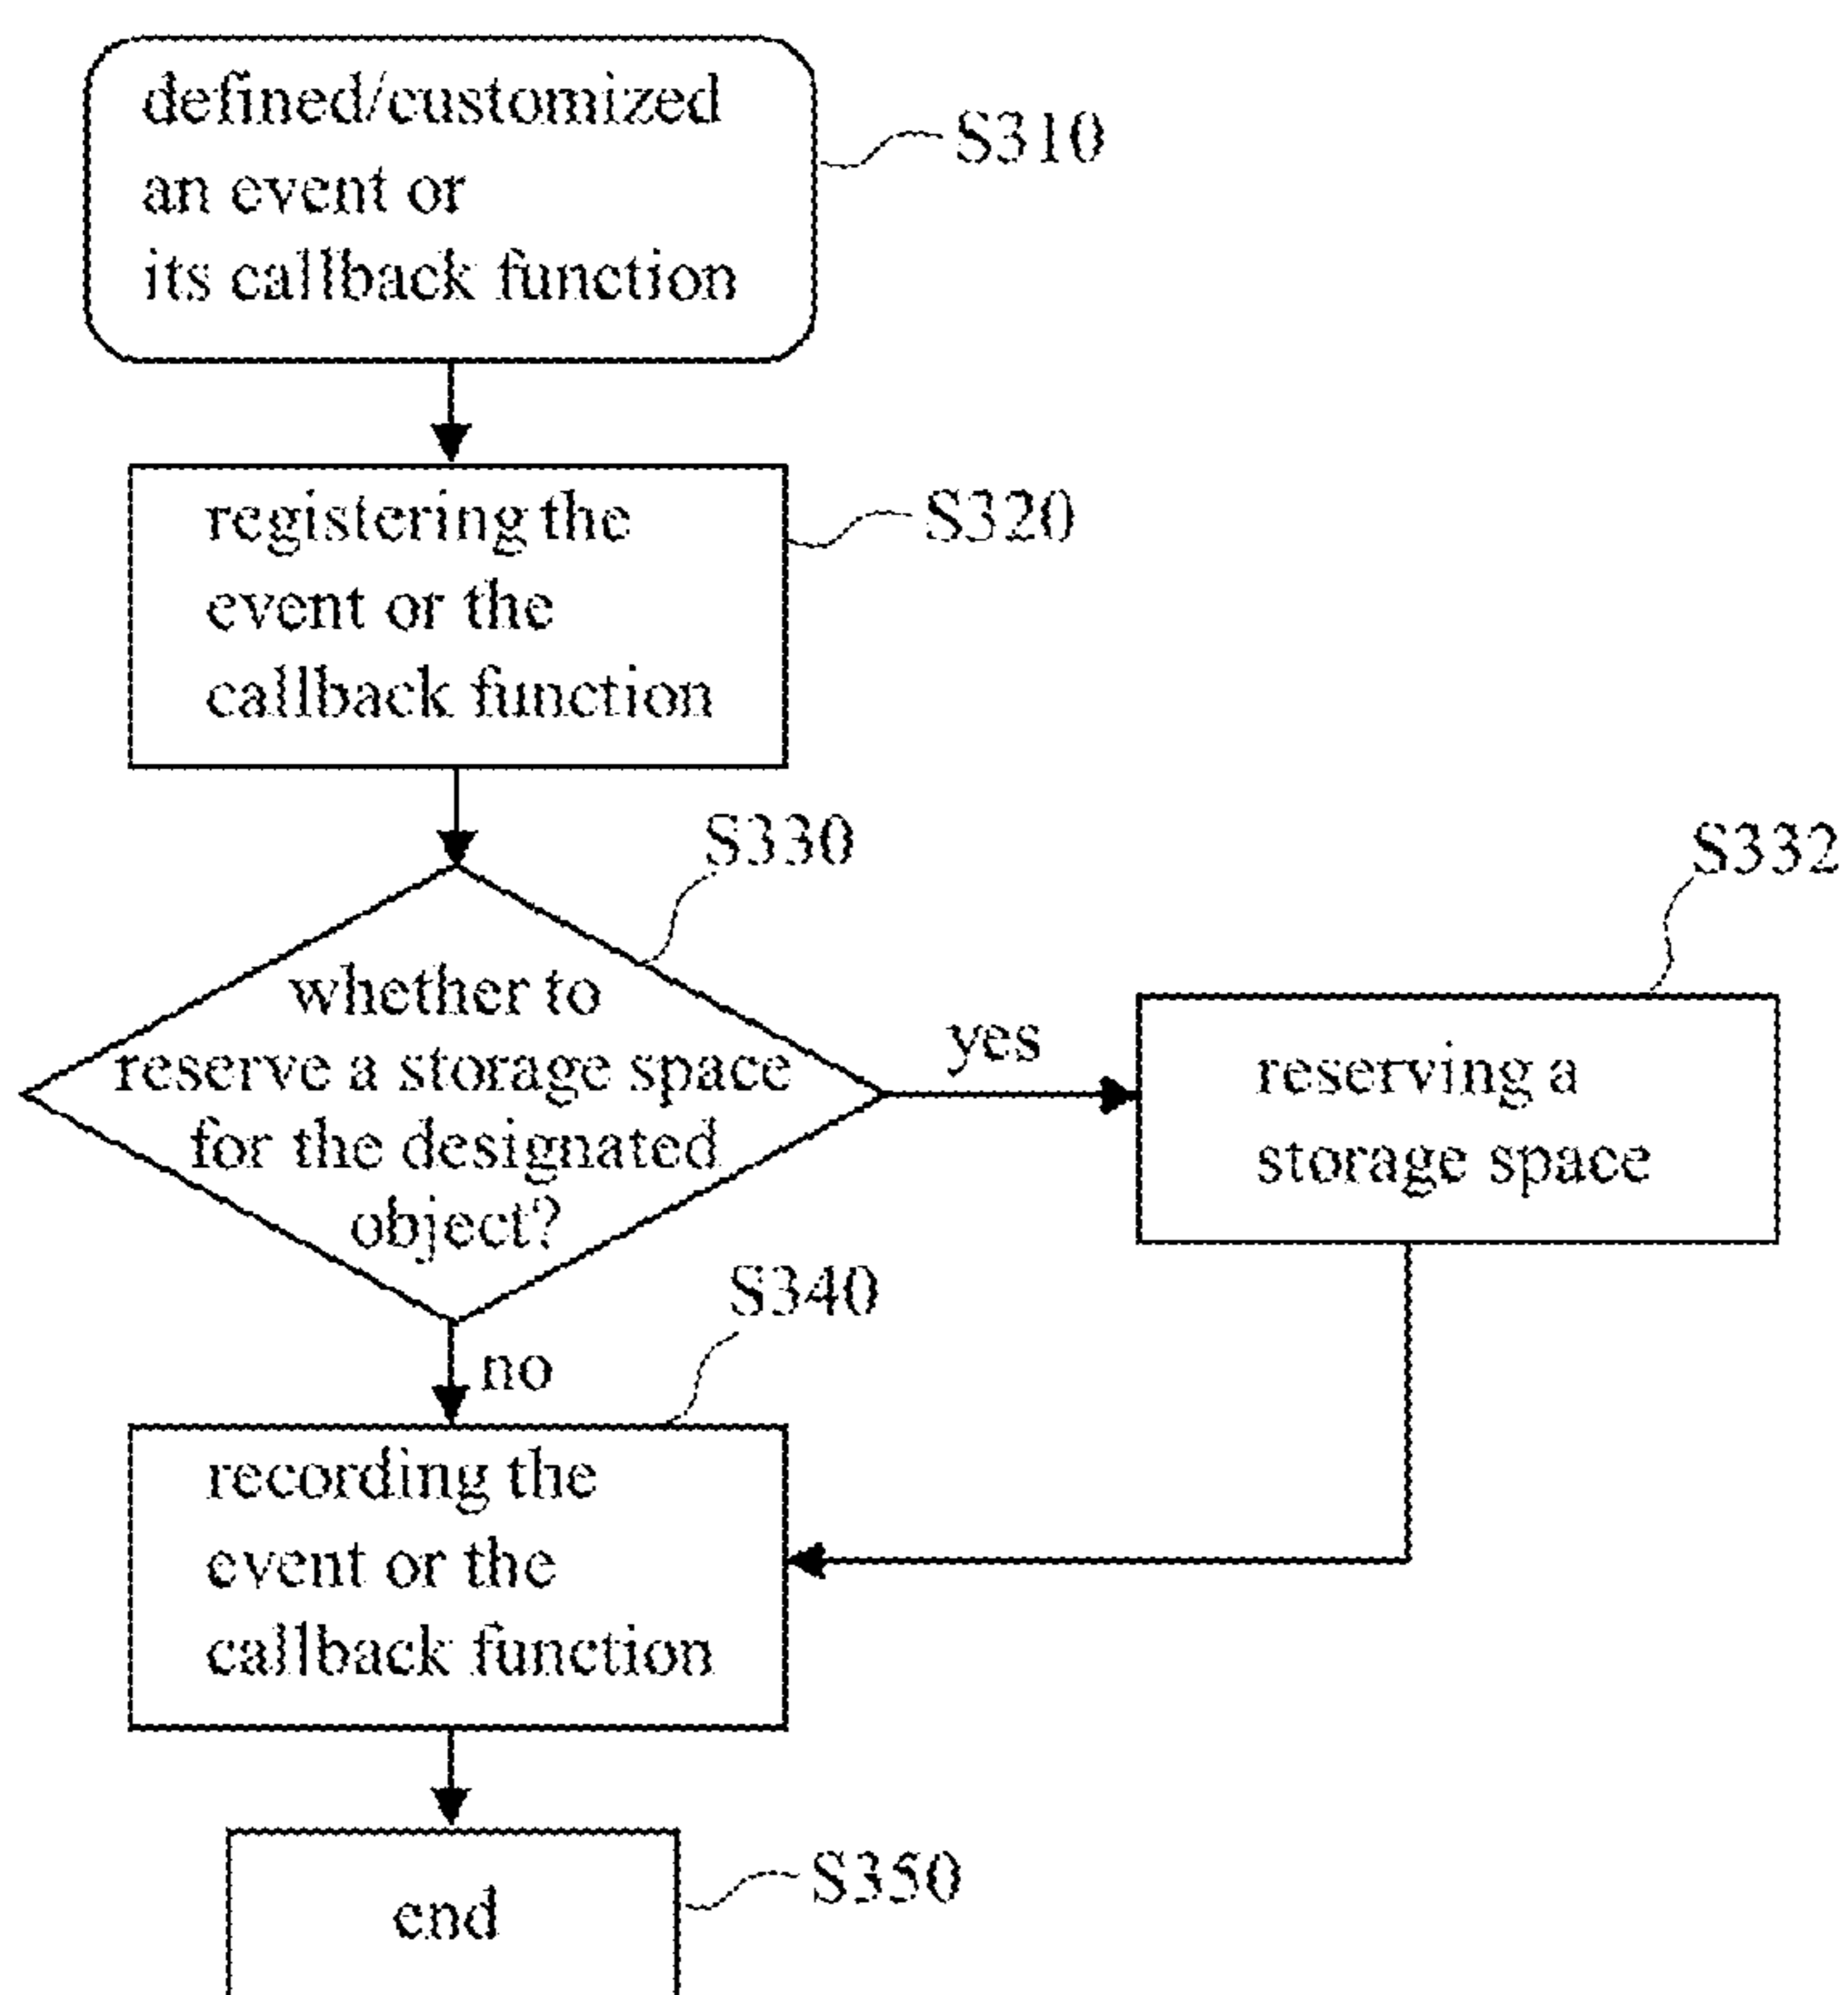 defined/customized
an event or
its callback function
S310
registering the
event or the
callback function
S320
S330
whether to
reserve a storage space
for the designated
object?
yes
S332
reserving a
storage space
no
S340
recording the
event or the
callback function
end
S350